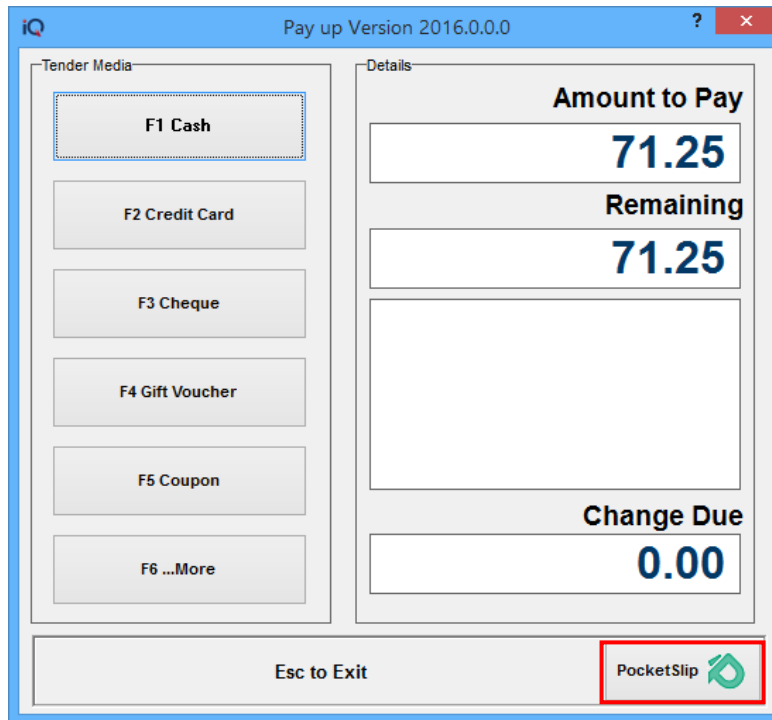 iQ
Pay up Version 2016.0.0.0
?
Tender Media
F1 Cash
F2 Credit Card
F3 Cheque
F4 Gift Voucher
F5 Coupon
F6 ...More
Details
Amount to Pay
71.25
Remaining
71.25
Change Due
0.00
Esc to Exit
PocketSlip